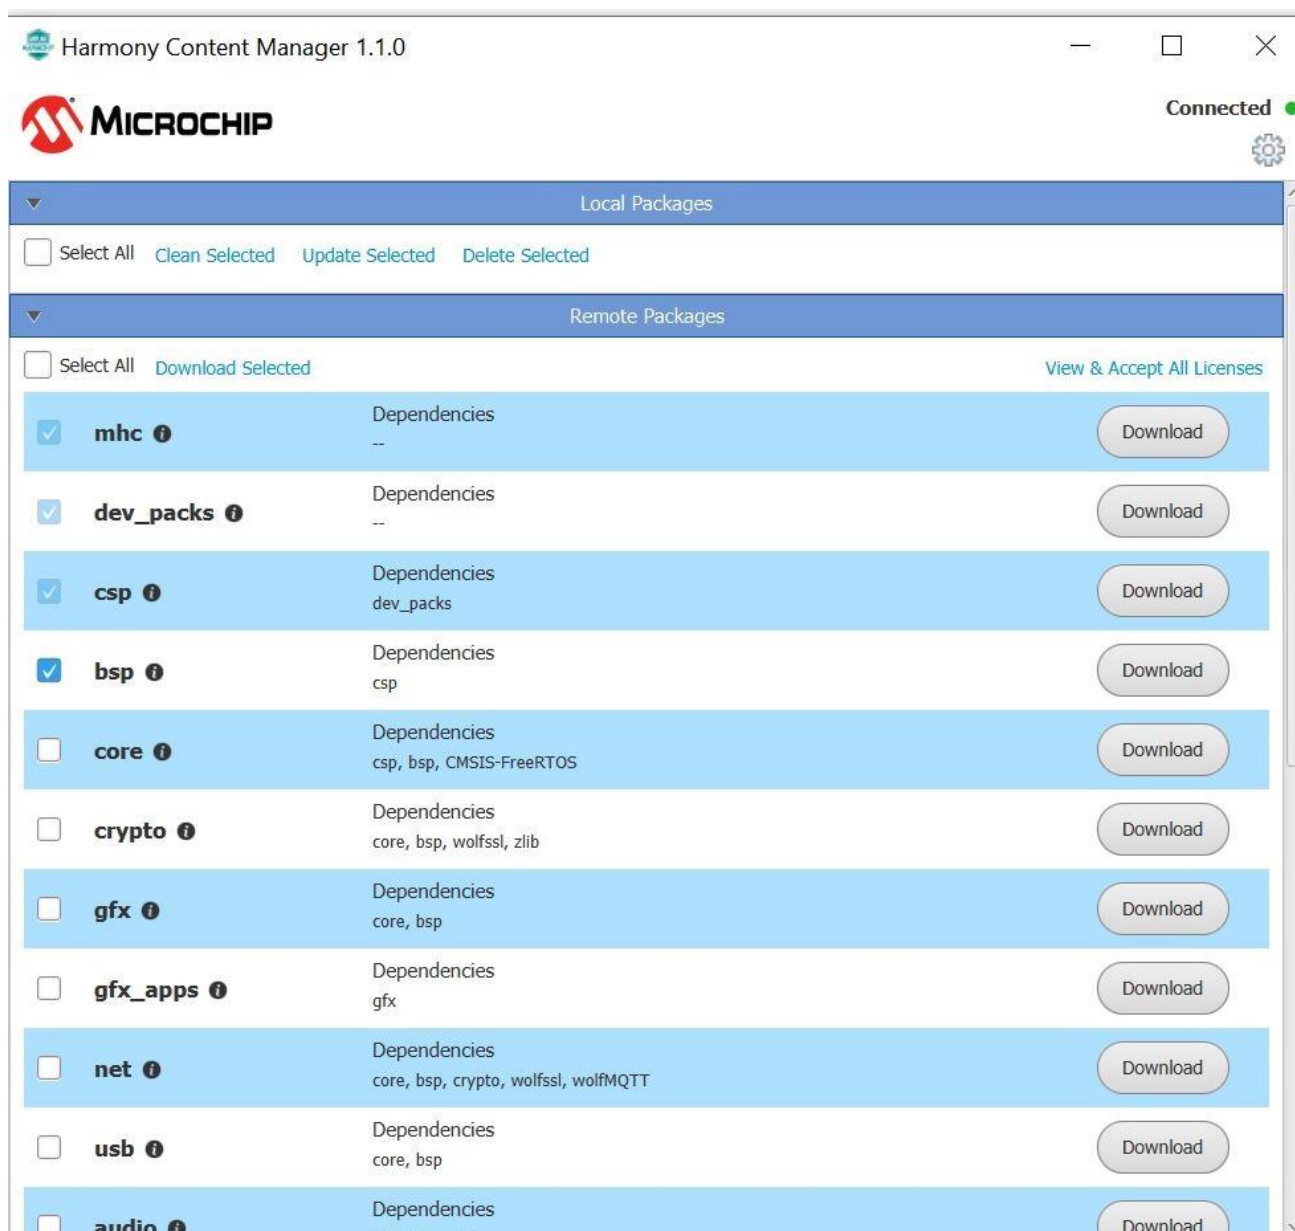 Harmony Content Manager 1.1.0
MICROCHIP
Connected
Local Packages
Select All Clean Selected Update Selected Delete Selected
Remote Packages
Select All Download Selected View & Accept All Licenses
Dependencies
mhc Download
--
Dependencies
dev_packs Download
--
Dependencies
csp Download
dev_packs
Dependencies
bsp Download
csp
Dependencies
core Download
csp, bsp, CMSIS-FreeRTOS
Dependencies
crypto Download
core, bsp, wolfssl, zlib
Dependencies
gfx Download
core, bsp
Dependencies
gfx_apps Download
gfx
Dependencies
net Download
core, bsp, crypto, wolfssl, wolfMQTT
Dependencies
usb Download
core, bsp
Dependencies
audio Download